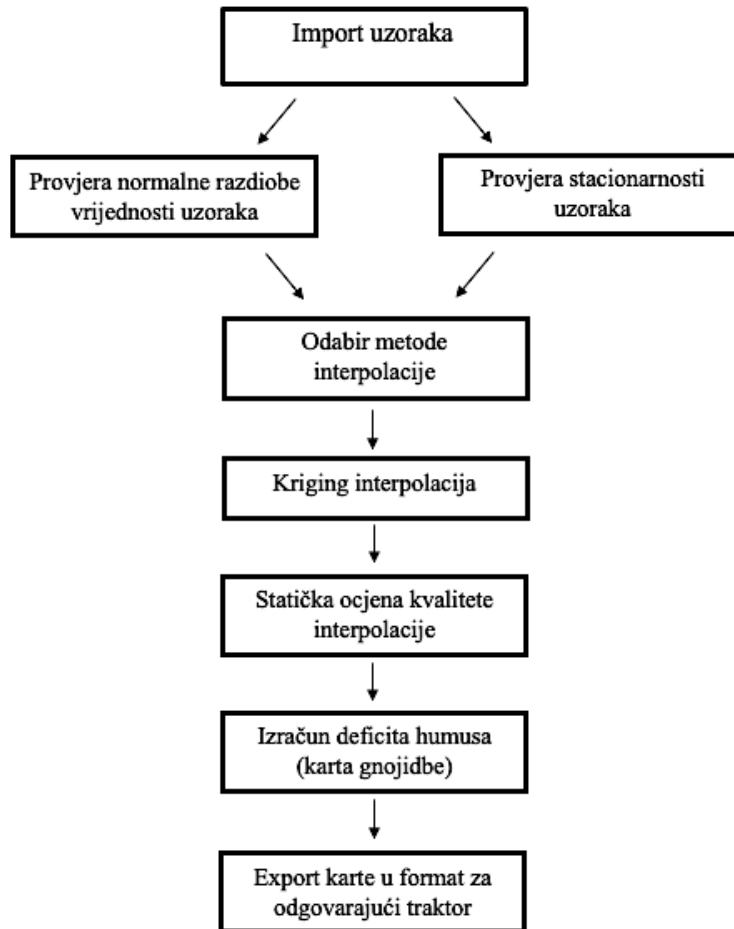 Import uzoraka
Provjera normalne razdiobe
vrijednosti uzoraka
Provjera stacionarnosti
uzoraka
Odabir metode
interpolacije
Kriging interpolacija
Statička ocjena kvalitete
interpolacije
Izračun deficita humusa
(karta gnojidbe)
Export karte u format za
odgovarajući traktor